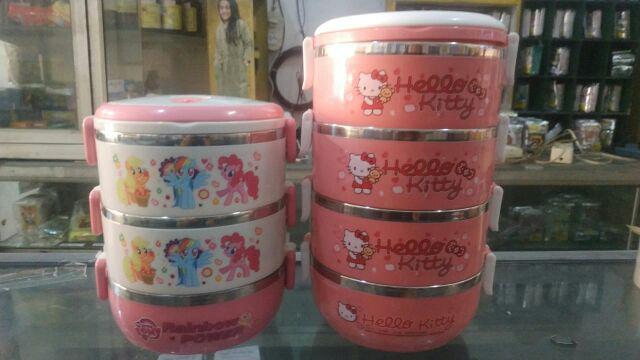 Hello
Kitty
Hello
Kitty
Hello
Kitty
Hello Kitty
my
LITTLE
PONY
Rainbow
POWER